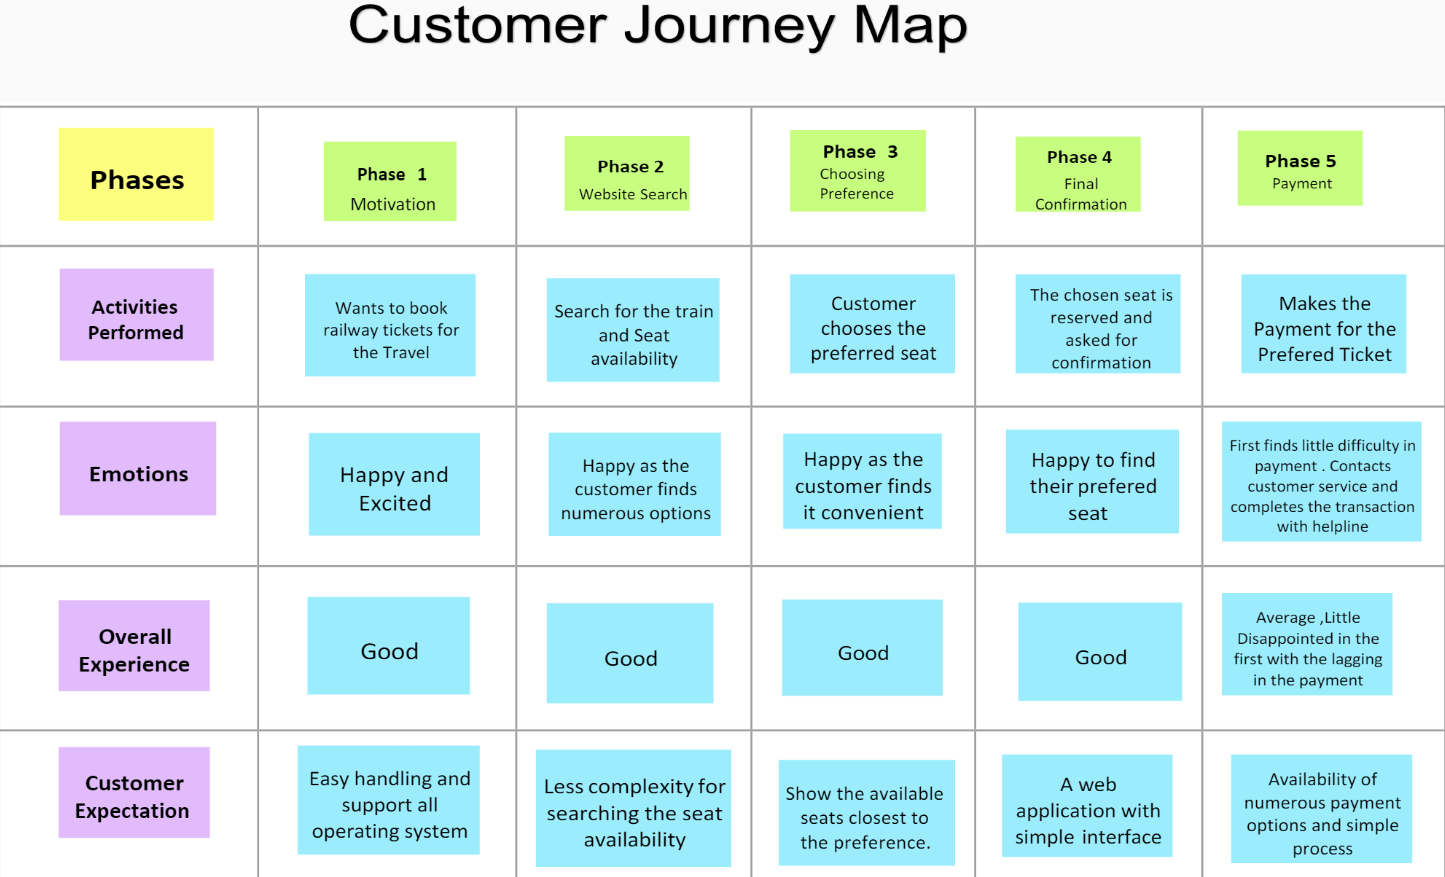 Customer Journey Map
Phases
Phase 1
Motivation
Phase 2
Website Search
Phase 3
Choosing
Preference
Phase 4
Final
Confirmation
Phase 5
Payment
Activities
Performed
Wants to book
railway tickets for
the Travel
Search for the train
and Seat
availability
Customer
chooses the
preferred seat
The chosen seat is
reserved and
asked for
confirmation
Makes the
Payment for the
Prefered Ticket
Emotions
Happy and
Excited
Happy as the
customer finds
numerous options
Happy as the
customer finds
it convenient
Happy to find
their prefered
seat
First finds little difficulty in
payment . Contacts
customer service and
completes the transaction
with helpline
Overall
Experience
Good
Good
Good
Good
Average ,Little
Disappointed in the
first with the lagging
in the payment
Customer
Expectation
Easy handling and
support all
operating system
Less complexity for
searching the seat
availability
Show the available
seats closest to
the preference.
A web
application with
simple interface
Availability of
numerous payment
options and simple
process